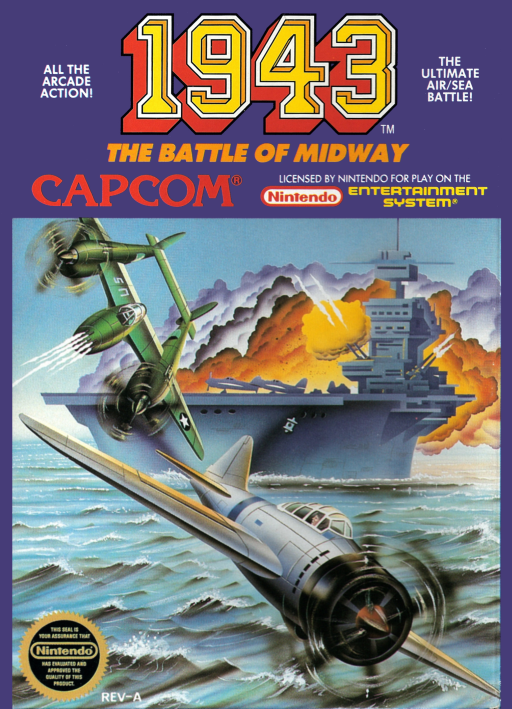 ALL THE
ARCADE
ACTION!
1943
TM
THE
ULTIMATE
AIR/SEA
BATTLE!
THE BATTLE OF MIDWAY
CAPCOM®
LICENSED BY NINTENDO FOR PLAY ON THE
Nintendo® ENTERTAINMENT
SYSTEM®
THIS SEAL IS
YOUR ASSURANCE THAT
Nintendo
HAS EVALUATED AND
APPROVED THE
QUALITY OF THIS
PRODUCT.
REV-A